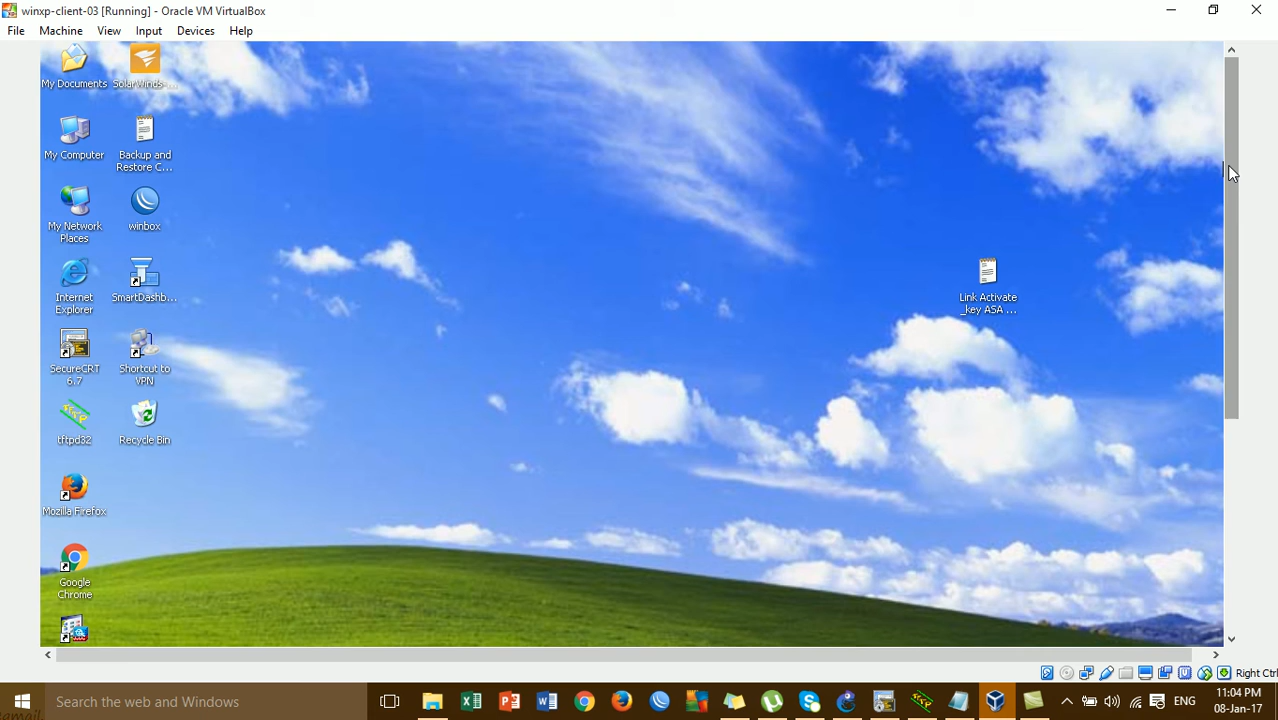 winxp-client-03 [Running] - Oracle VM VirtualBox
File Machine View Input Devices Help
My Documents
SolarWinds-...
My Computer
Backup and
Restore C...
My Network
Places
winbox
Internet
Explorer
SmartDashb...
SecureCRT
6.7
Shortcut to
VPN
tftpd32
Recycle Bin
Mozilla Firefox
Google
Chrome
Link Activate
_key ASA ...
Right Ctrl
Search the web and Windows
ENG
11:04 PM
08-Jan-17